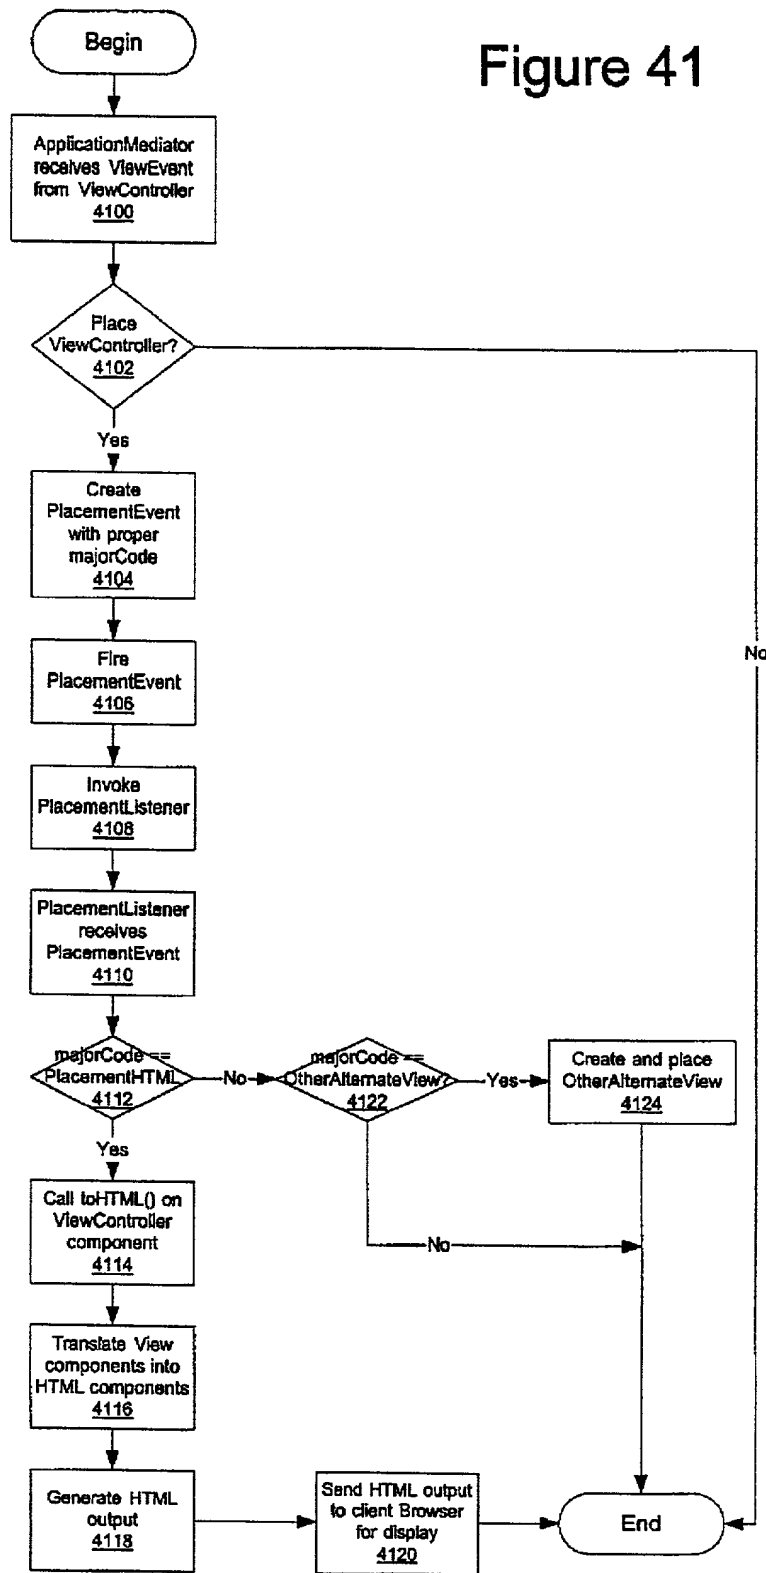 Begin
Figure 41
ApplicationMediator
receives ViewEvent
from ViewController
4100
Place
ViewController?
4102
Yes
No
Create
PlacementEvent
with proper
majorCode
4104
Fire
PlacementEvent
4106
Invoke
PlacementListener
4108
PlacementListener
receives
PlacementEvent
4110
majorCode ==
PlacementHTML
4112
No
majorCode ==
OtherAlternateView?
4122
Yes
Create and place
OtherAlternateView
4124
Yes
No
Call toHTML() on
ViewController
component
4114
Translate View
components into
HTML components
4116
Generate HTML
output
4118
Send HTML output
to client Browser
for display
4120
End